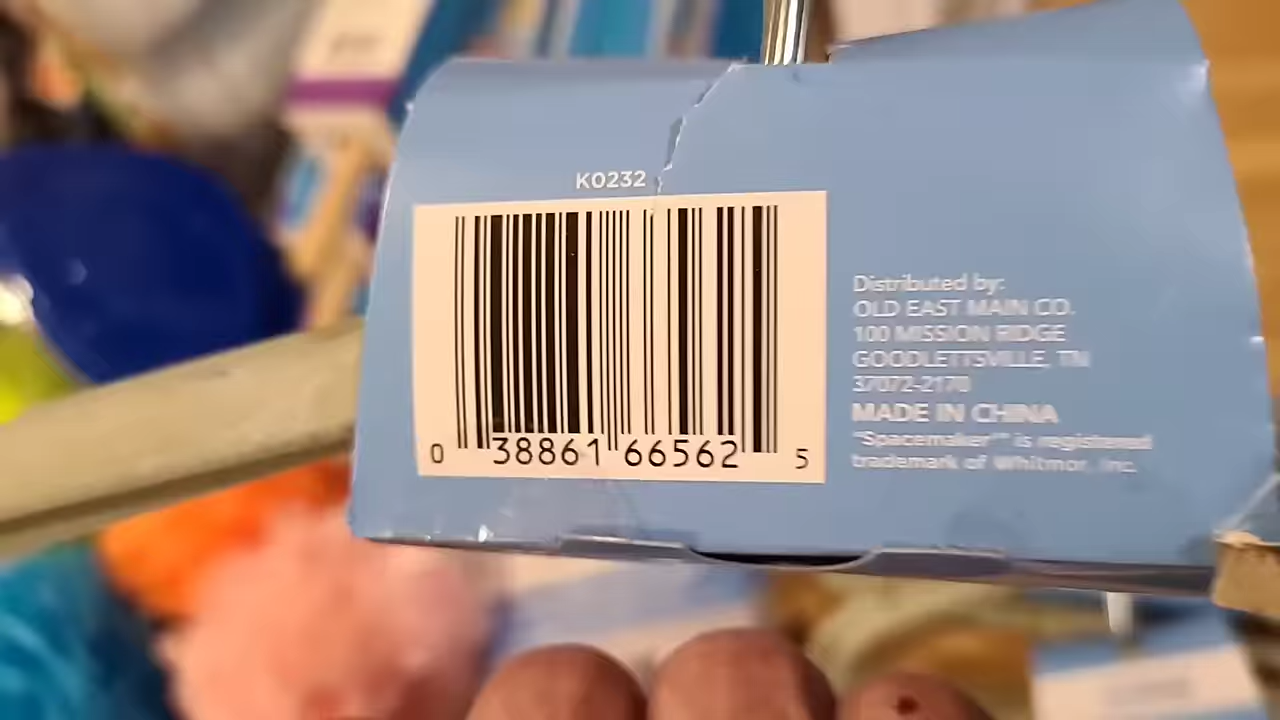 K0232
0 38861 66562 5
Distributed by:
OLD EAST MAIN CO.
100 MISSION RIDGE
GOODLETTSVILLE, TN
37072-2170
MADE IN CHINA
"Spacemaker™" is registered
trademark of Whitmor, Inc.